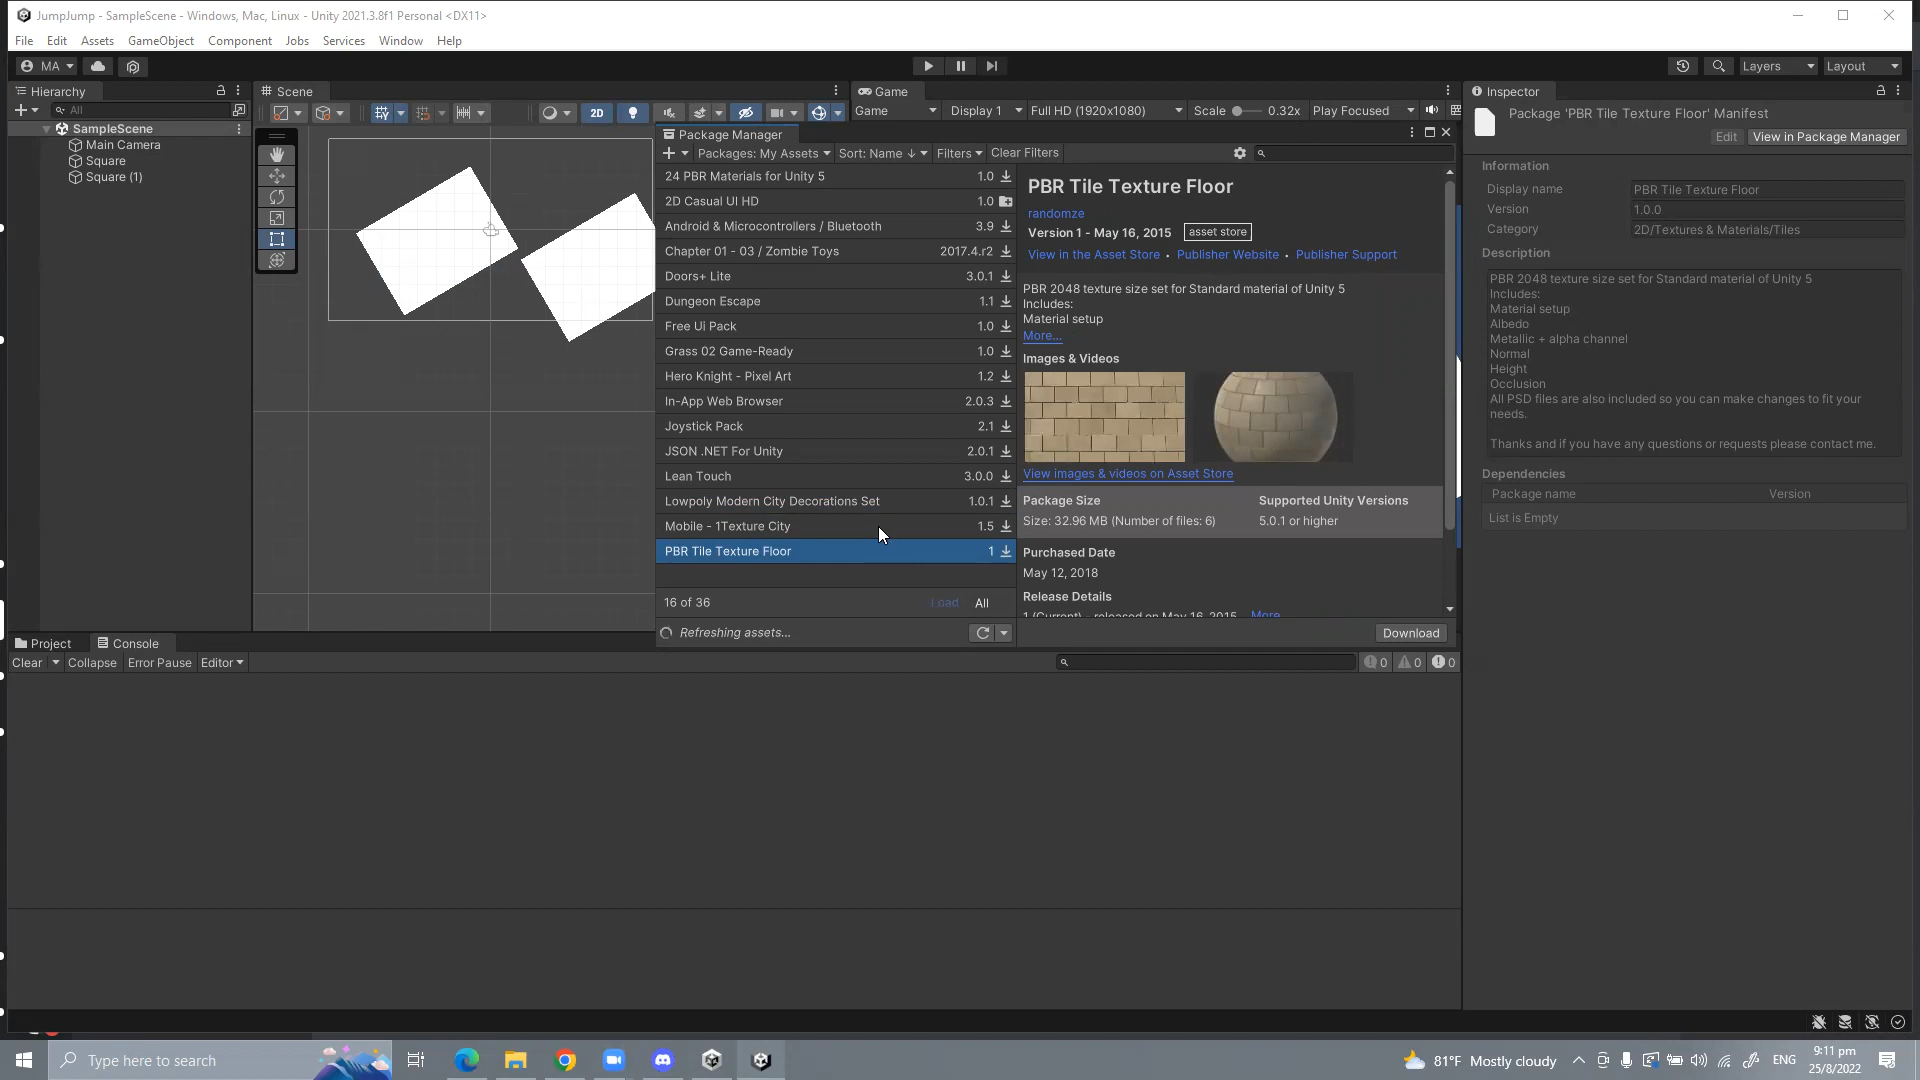 JumpJump - SampleScene - Windows, Mac, Linux - Unity 2021.3.8f1 Personal <DX11>
File Edit Assets GameObject Component Jobs Services Window Help
MA Layers Layout
Hierarchy Scene Game Inspector
All Game Display 1 Full HD (1920x1080) Scale 0.32x Play Focused
2D
Package 'PBR Tile Texture Floor' Manifest
Edit View in Package Manager
SampleScene
Main Camera
Square
Square (1)
Package Manager
Packages: My Assets Sort: Name ↓ Filters Clear Filters
24 PBR Materials for Unity 5 1.0
2D Casual UI HD 1.0
Android & Microcontrollers / Bluetooth 3.9
Chapter 01 - 03 / Zombie Toys 2017.4.r2
Doors+ Lite 3.0.1
Dungeon Escape 1.1
Free Ui Pack 1.0
Grass 02 Game-Ready 1.0
Hero Knight - Pixel Art 1.2
In-App Web Browser 2.0.3
Joystick Pack 2.1
JSON .NET For Unity 2.0.1
Lean Touch 3.0.0
Lowpoly Modern City Decorations Set 1.0.1
Mobile - 1Texture City 1.5
PBR Tile Texture Floor 1
16 of 36 Load All
Refreshing assets...
PBR Tile Texture Floor
randomze
Version 1 - May 16, 2015 asset store
View in the Asset Store • Publisher Website • Publisher Support
PBR 2048 texture size set for Standard material of Unity 5
Includes:
Material setup
More...
Images & Videos
View images & videos on Asset Store
Package Size Supported Unity Versions
Size: 32.96 MB (Number of files: 6) 5.0.1 or higher
Purchased Date
May 12, 2018
Release Details
1 (Current) - released on May 16, 2015 More
Download
Information
Display name PBR Tile Texture Floor
Version 1.0.0
Category 2D/Textures & Materials/Tiles
Description
PBR 2048 texture size set for Standard material of Unity 5
Includes:
Material setup
Albedo
Metallic + alpha channel
Normal
Height
Occlusion
All PSD files are also included so you can make changes to fit your
needs.
Thanks and if you have any questions or requests please contact me.
Dependencies
Package name Version
List is Empty
Project Console
Clear Collapse Error Pause Editor 0 0 0
Type here to search 81°F Mostly cloudy ENG 9:11 pm
25/8/2022